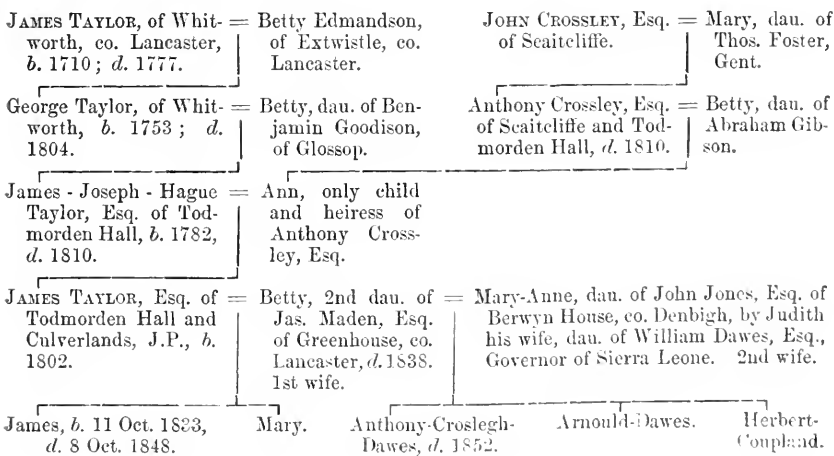 JAMES TAYLOR, of Whit-
worth, co. Lancaster,
b. 1710; d. 1777.
=
Betty Edmandson,
of Extwistle, co.
Lancaster.
JOHN CROSSLEY, Esq.
of Scaitcliffe.
=
Mary, dau. of
Thos. Foster,
Gent.
George Taylor, of Whit-
worth, b. 1753; d.
1804.
=
Betty, dau. of Ben-
jamin Goodison,
of Glossop.
Anthony Crossley, Esq.
of Scaitcliffe and Tod-
morden Hall, d. 1810.
=
Betty, dau. of
Abraham Gib-
son.
James - Joseph - Hague
Taylor, Esq. of Tod-
morden Hall, b. 1782,
d. 1810.
=
Ann, only child
and heiress of
Anthony Cross-
ley, Esq.
JAMES TAYLOR, Esq. of
Todmorden Hall and
Culverlands, J.P., b.
1802.
=
Betty, 2nd dau. of
Jas. Maden, Esq.
of Greenhouse, co.
Lancaster, d. 1838.
1st wife.
=
Mary-Anne, dau. of John Jones, Esq. of
Berwyn House, co. Denbigh, by Judith
his wife, dau. of William Dawes, Esq.,
Governor of Sierra Leone. 2nd wife.
James, b. 11 Oct. 1833,
d. 8 Oct. 1848.
Mary.
Anthony-Croslegh-
Dawes, d. 1852.
Arnould-Dawes.
Herbert-
Coupland.